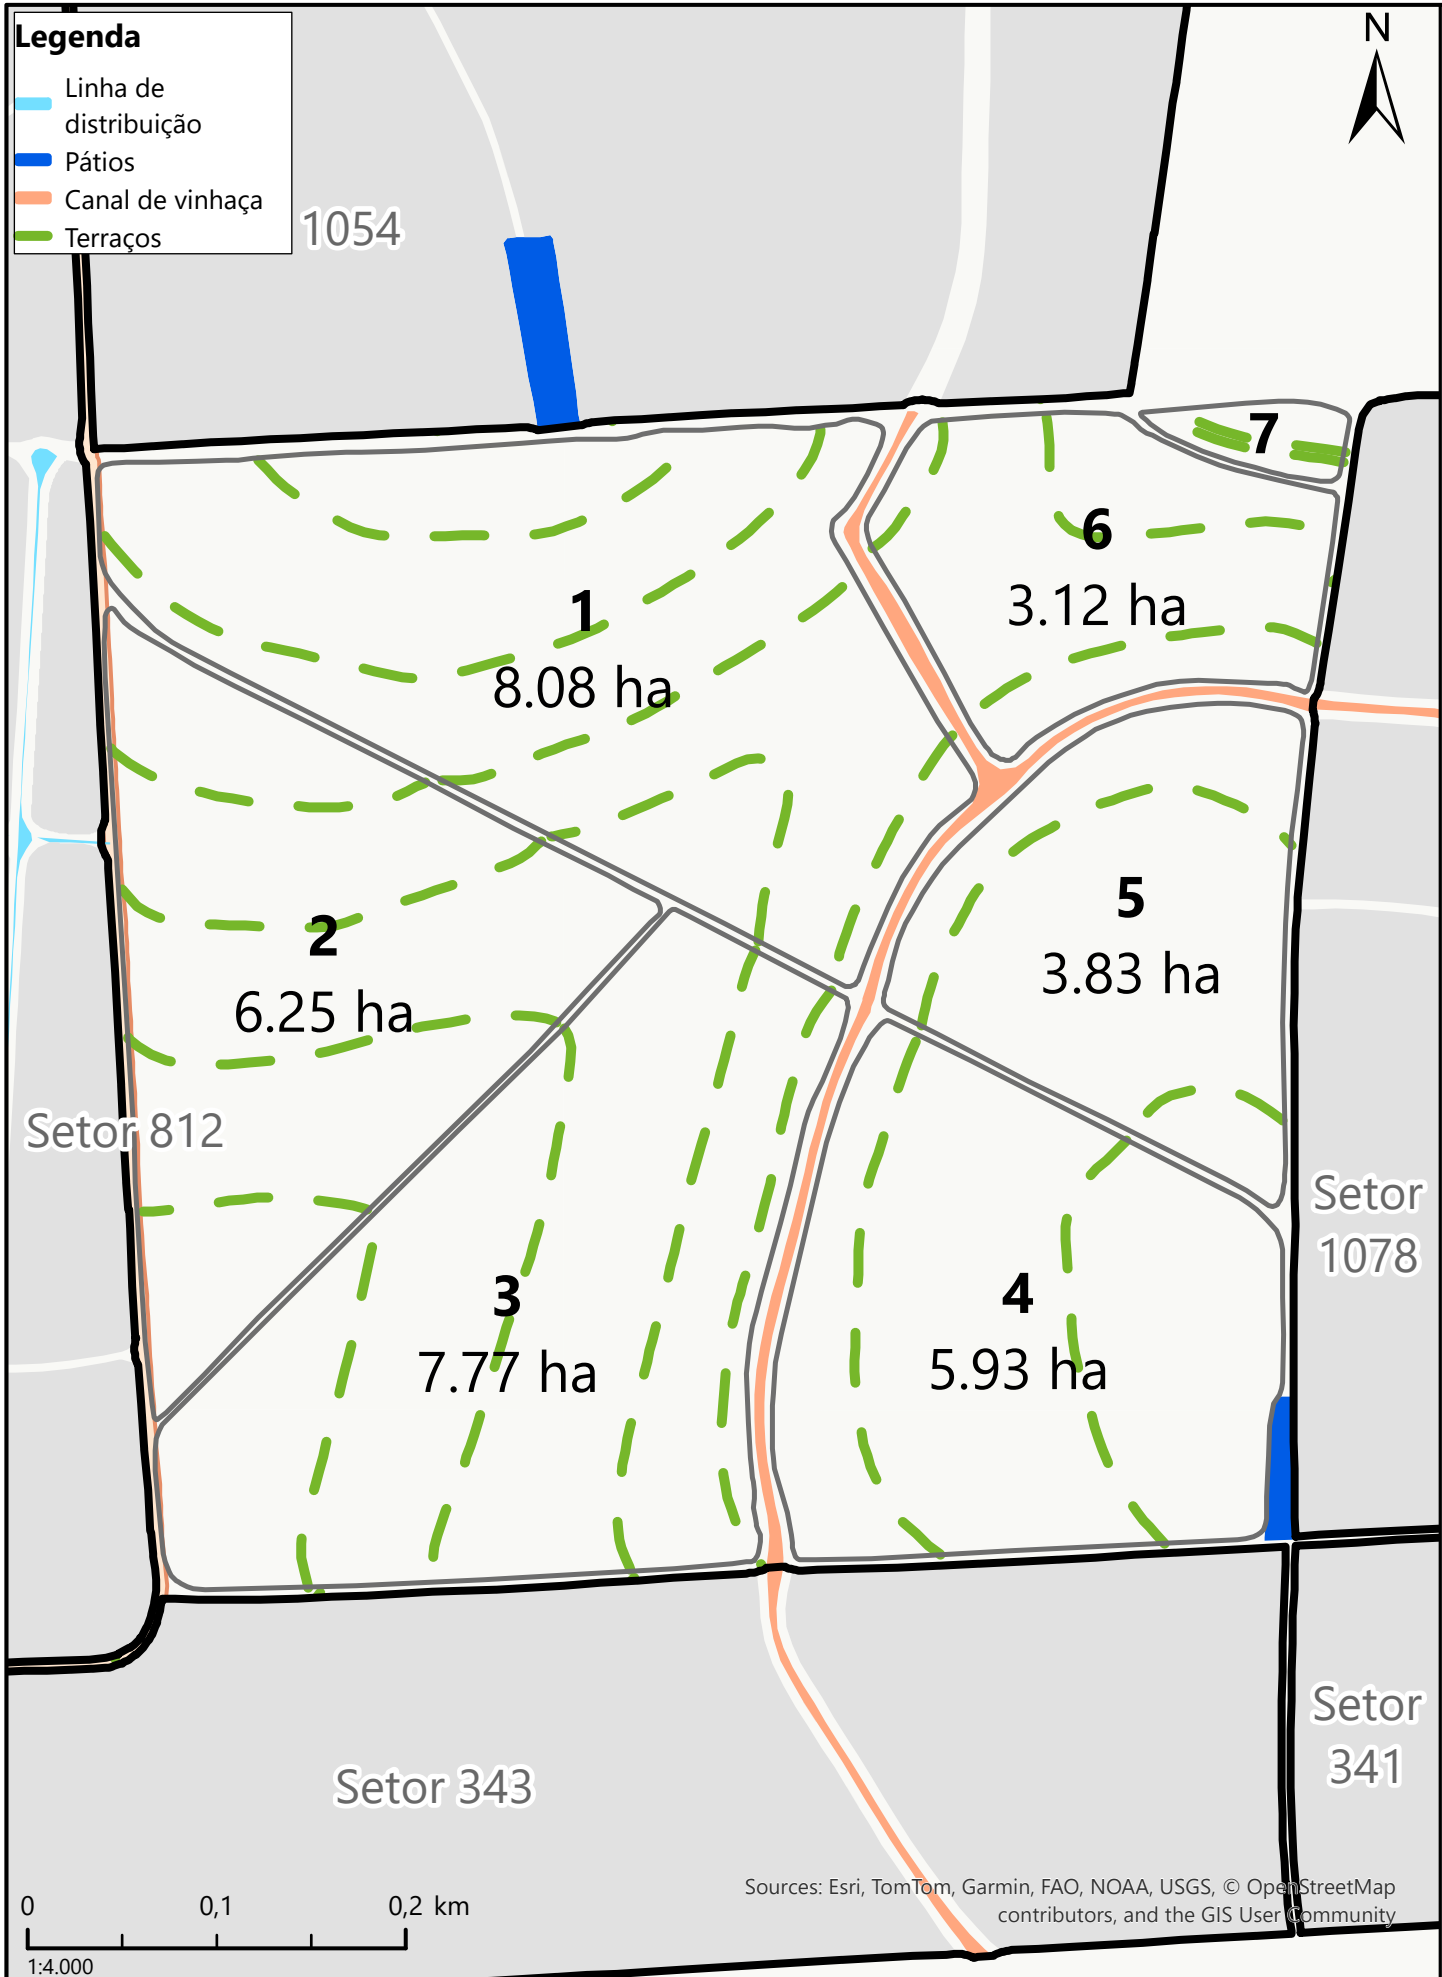 Legenda
Linha de
distribuição
Pátios
Canal de vinhaça
Terraços
N
1054
7
6
3.12 ha
1
8.08 ha
5
3.83 ha
2
6.25 ha
Setor 812
Setor
1078
3
7.77 ha
4
5.93 ha
Setor
341
Setor 343
Sources: Esri, TomTom, Garmin, FAO, NOAA, USGS, © OpenStreetMap
contributors, and the GIS User Community
0 0,1 0,2 km
1:4.000